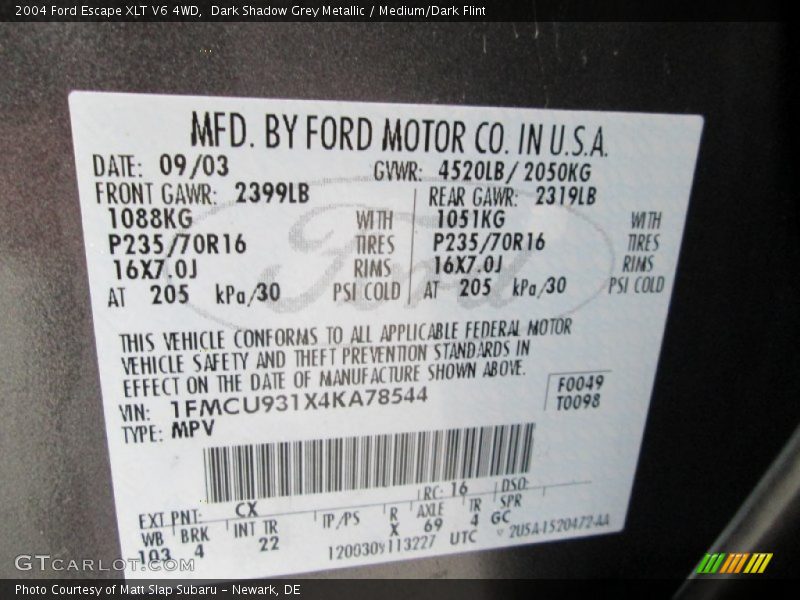 2004 Ford Escape XLT V6 4WD, Dark Shadow Grey Metallic / Medium/Dark Flint
MFD. BY FORD MOTOR CO. IN U.S.A.
DATE: 09/03 GVWR: 4520LB/ 2050KG
FRONT GAWR: 2399LB REAR GAWR: 2319LB
1088KG WITH 1051KG WITH
P235/70R16 TIRES P235/70R16 TIRES
16X7.0J RIMS 16X7.0J RIMS
AT 205 kPa/30 PSI COLD AT 205 kPa/30 PSI COLD
Ford
THIS VEHICLE CONFORMS TO ALL APPLICABLE FEDERAL MOTOR
VEHICLE SAFETY AND THEFT PREVENTION STANDARDS IN
EFFECT ON THE DATE OF MANUFACTURE SHOWN ABOVE.
VIN: 1FMCU931X4KA78544 F0049
TYPE: MPV T0098
EXT PNT: CX RC: 16 DSO:
WB BRK INT TR TP/PS R AXLE TR SPR
103 4 22 X 69 4 GC
1200309113227 UTC 2USA-1520472-AA
GTCarcolors.com
Photo Courtesy of Matt Slap Subaru - Newark, DE